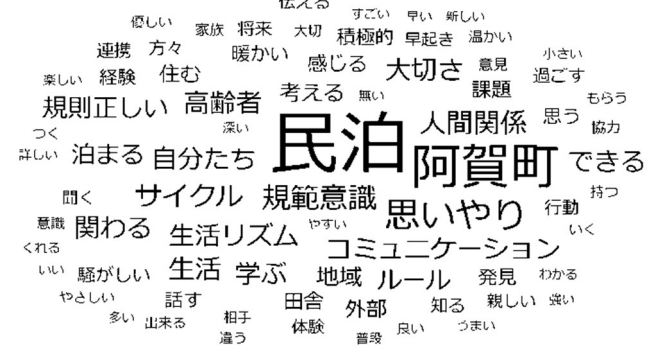 伝える
優しい 家族 将来 大切 すごい 早い 新しい
連携 方々 暖かい 積極的 早起き 温かい
楽しい 経験 住む 感じる 大切さ 意見 小さい
規則正しい 高齢者 考える 無い 課題 過ごす もらう
つく 深い 民泊 人間関係 思う 協力
詳しい 泊まる 自分たち 阿賀町 できる
聞く サイクル 規範意識 思いやり 行動 持つ
意識 関わる 生活リズム やすい コミュニケーション いく
くれる
いい 騒がしい 生活 学ぶ 地域 ルール 発見 わかる
やさしい 話す 田舎 外部 知る 親しい 強い
多い 出来る 相手 体験 良い づまい
違う 普段